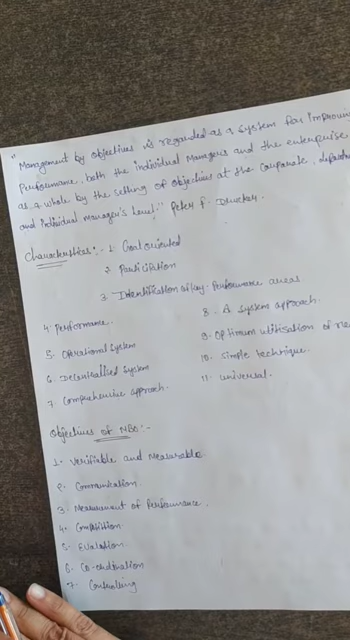 "Management by objectives is regarded as a system for improving
Performance, both the individual Managers and the enterprise
as a whole by the setting of objectives at the Corporate, depart
and individual manager's level." Peter F. Drucker.
Characteristics:- 1. Goal oriented
2. Participation
3. Identification of key Performance areas
4. Performance.
5. Operational System
6. Decentralised System
7. Comprehensive approach.
8. A System approach.
9. Optimum utilisation of re
10. Simple technique.
11. universal.
Objectives of MBO:-
1. Verifiable and Measurable
2. Communication.
3. Measurement of Performance.
4.
5. Evaluation.
6. Co-ordination
7. Controlling